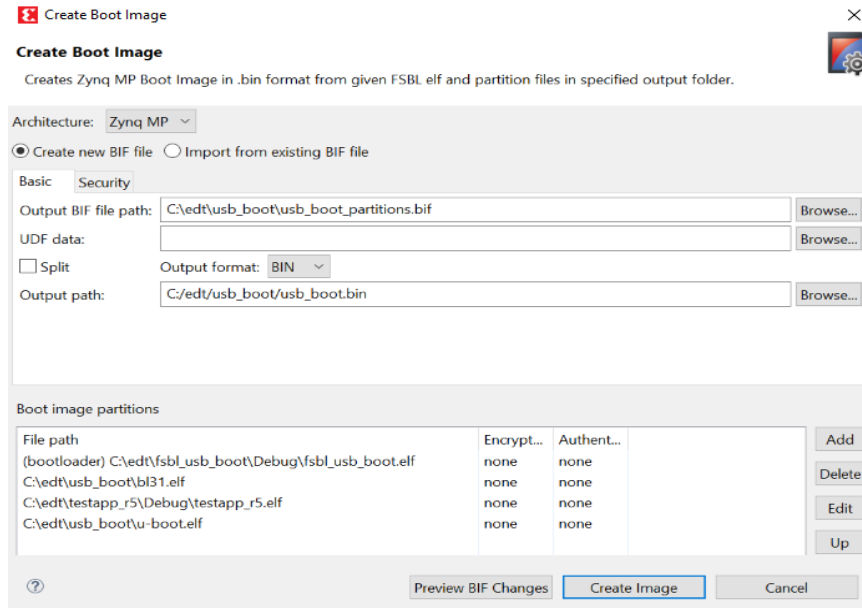 Create Boot Image
Create Boot Image
Creates Zynq MP Boot Image in .bin format from given FSBL elf and partition files in specified output folder.
Architecture: Zynq MP
Create new BIF file Import from existing BIF file
Basic Security
Output BIF file path: C:\edt\usb_boot\usb_boot_partitions.bif Browse...
UDF data: Browse...
Split Output format: BIN
Output path: C:/edt/usb_boot/usb_boot.bin Browse...
Boot image partitions
File path Encrypt... Authent... Add
(bootloader) C:\edt\fsbl_usb_boot\Debug\fsbl_usb_boot.elf none none
C:\edt\usb_boot\bl31.elf none none Delete
C:\edt\testapp_r5\Debug\testapp_r5.elf none none Edit
C:\edt\usb_boot\u-boot.elf none none
Up
? Preview BIF Changes Create Image Cancel